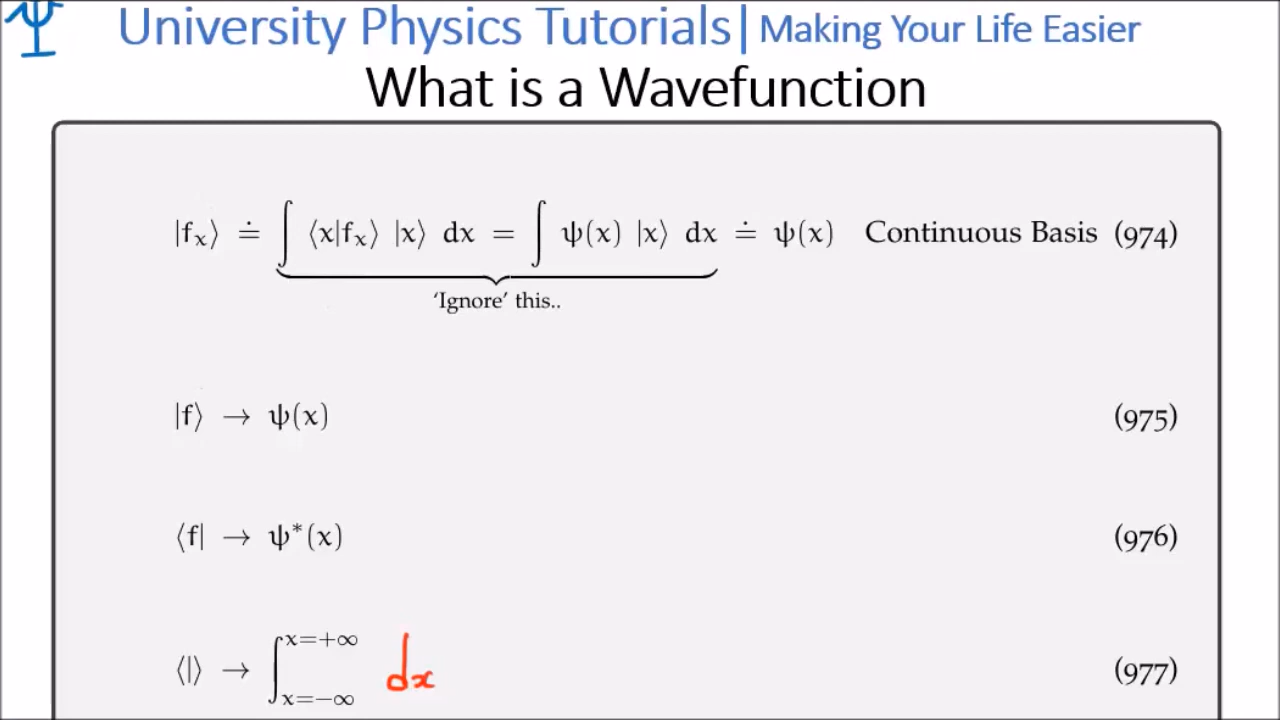 University Physics Tutorials| Making Your Life Easier
What is a Wavefunction
|fₓ⟩ ≐ ∫ ⟨x|fₓ⟩ |x⟩ dx = ∫ ψ(x) |x⟩ dx ≐ ψ(x) Continuous Basis (974)
‘Ignore’ this..
|f⟩ → ψ(x) (975)
⟨f| → ψ*(x) (976)
⟨|⟩ → ∫ₓ₌₋∞^{x=+∞} dx (977)